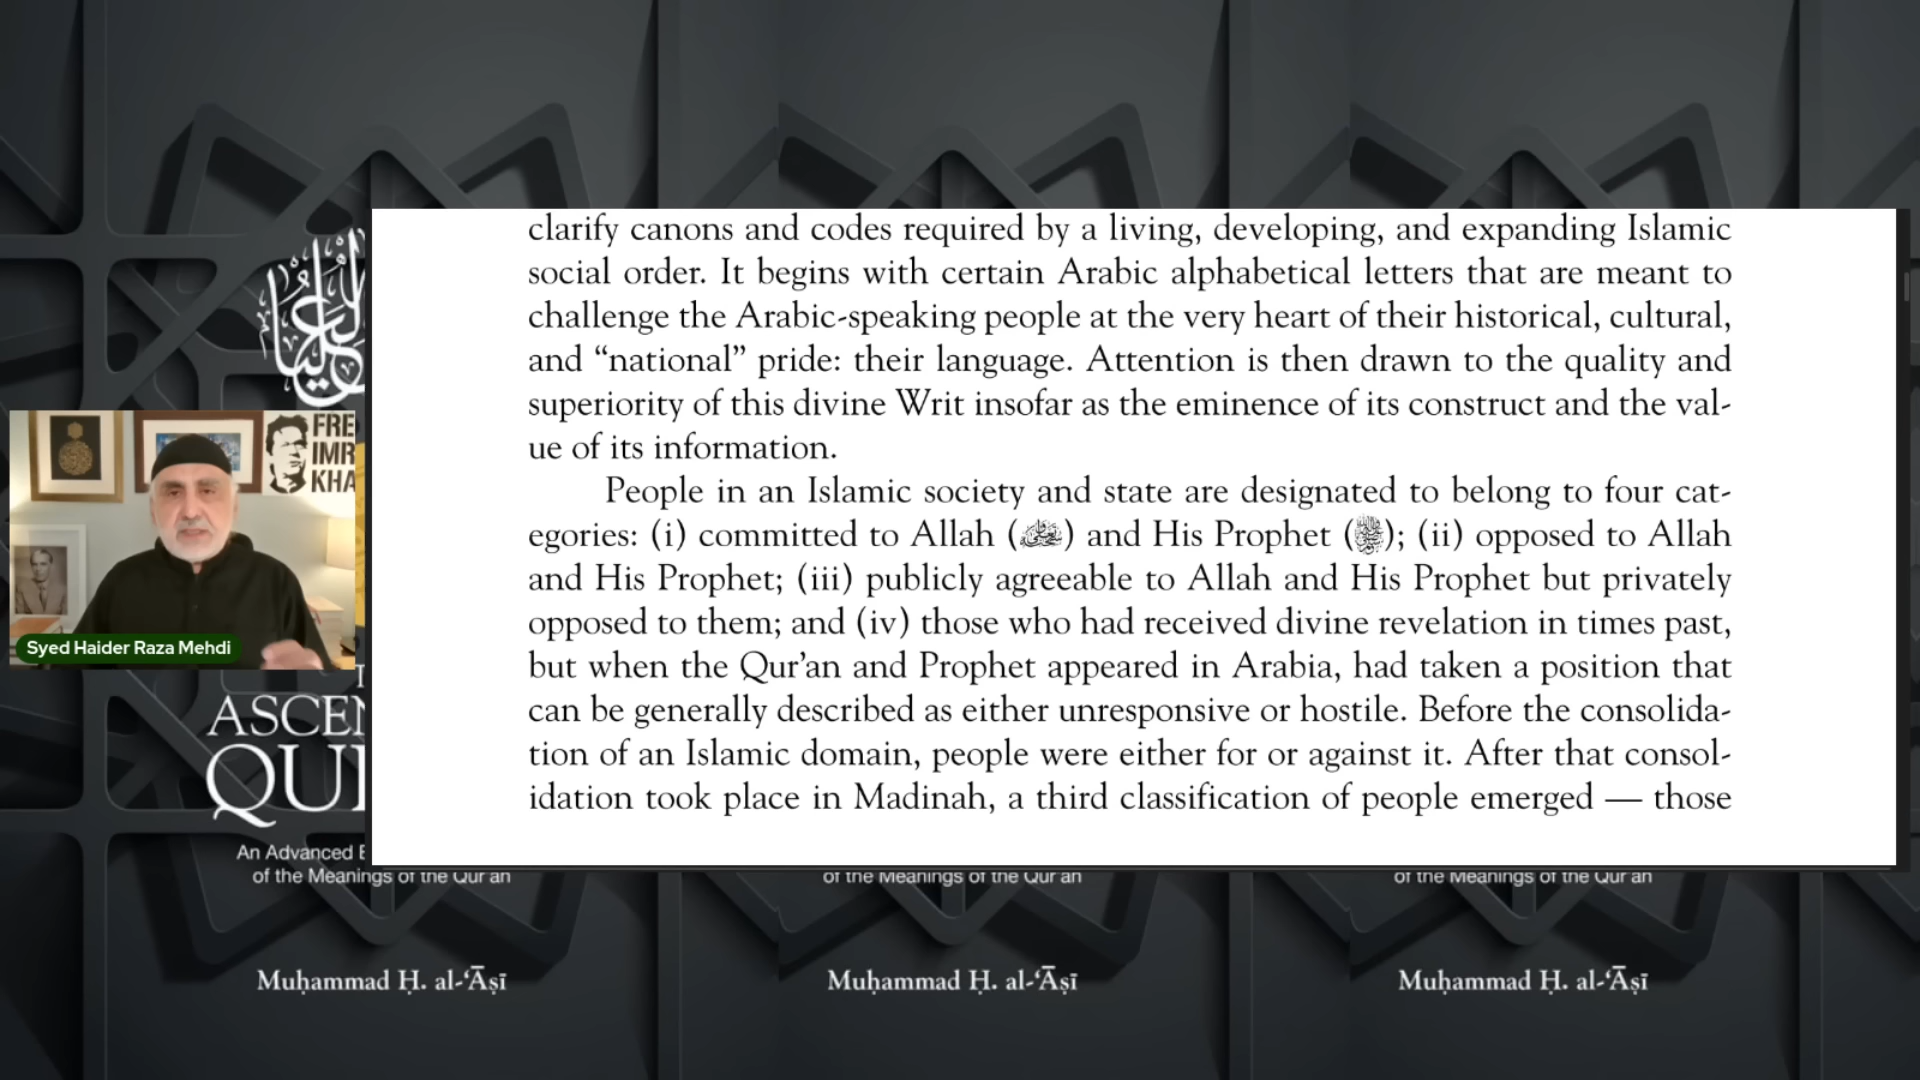 clarify canons and codes required by a living, developing, and expanding Islamic
social order. It begins with certain Arabic alphabetical letters that are meant to
challenge the Arabic-speaking people at the very heart of their historical, cultural,
and “national” pride: their language. Attention is then drawn to the quality and
superiority of this divine Writ insofar as the eminence of its construct and the val-
ue of its information.
People in an Islamic society and state are designated to belong to four cat-
egories: (i) committed to Allah () and His Prophet (ﷺ); (ii) opposed to Allah
and His Prophet; (iii) publicly agreeable to Allah and His Prophet but privately
opposed to them; and (iv) those who had received divine revelation in times past,
but when the Qur’an and Prophet appeared in Arabia, had taken a position that
can be generally described as either unresponsive or hostile. Before the consolida-
tion of an Islamic domain, people were either for or against it. After that consol-
idation took place in Madinah, a third classification of people emerged — those
FRE
IMR
KHA
Syed Haider Raza Mehdi
ASCEN
QU
An Advanced E
of the Meanings of the Qur'an
of the Meanings of the Qur'an
of the Meanings of the Qur'an
Muḥammad Ḥ. al-‘Āṣī
Muḥammad Ḥ. al-‘Āṣī
Muḥammad Ḥ. al-‘Āṣī